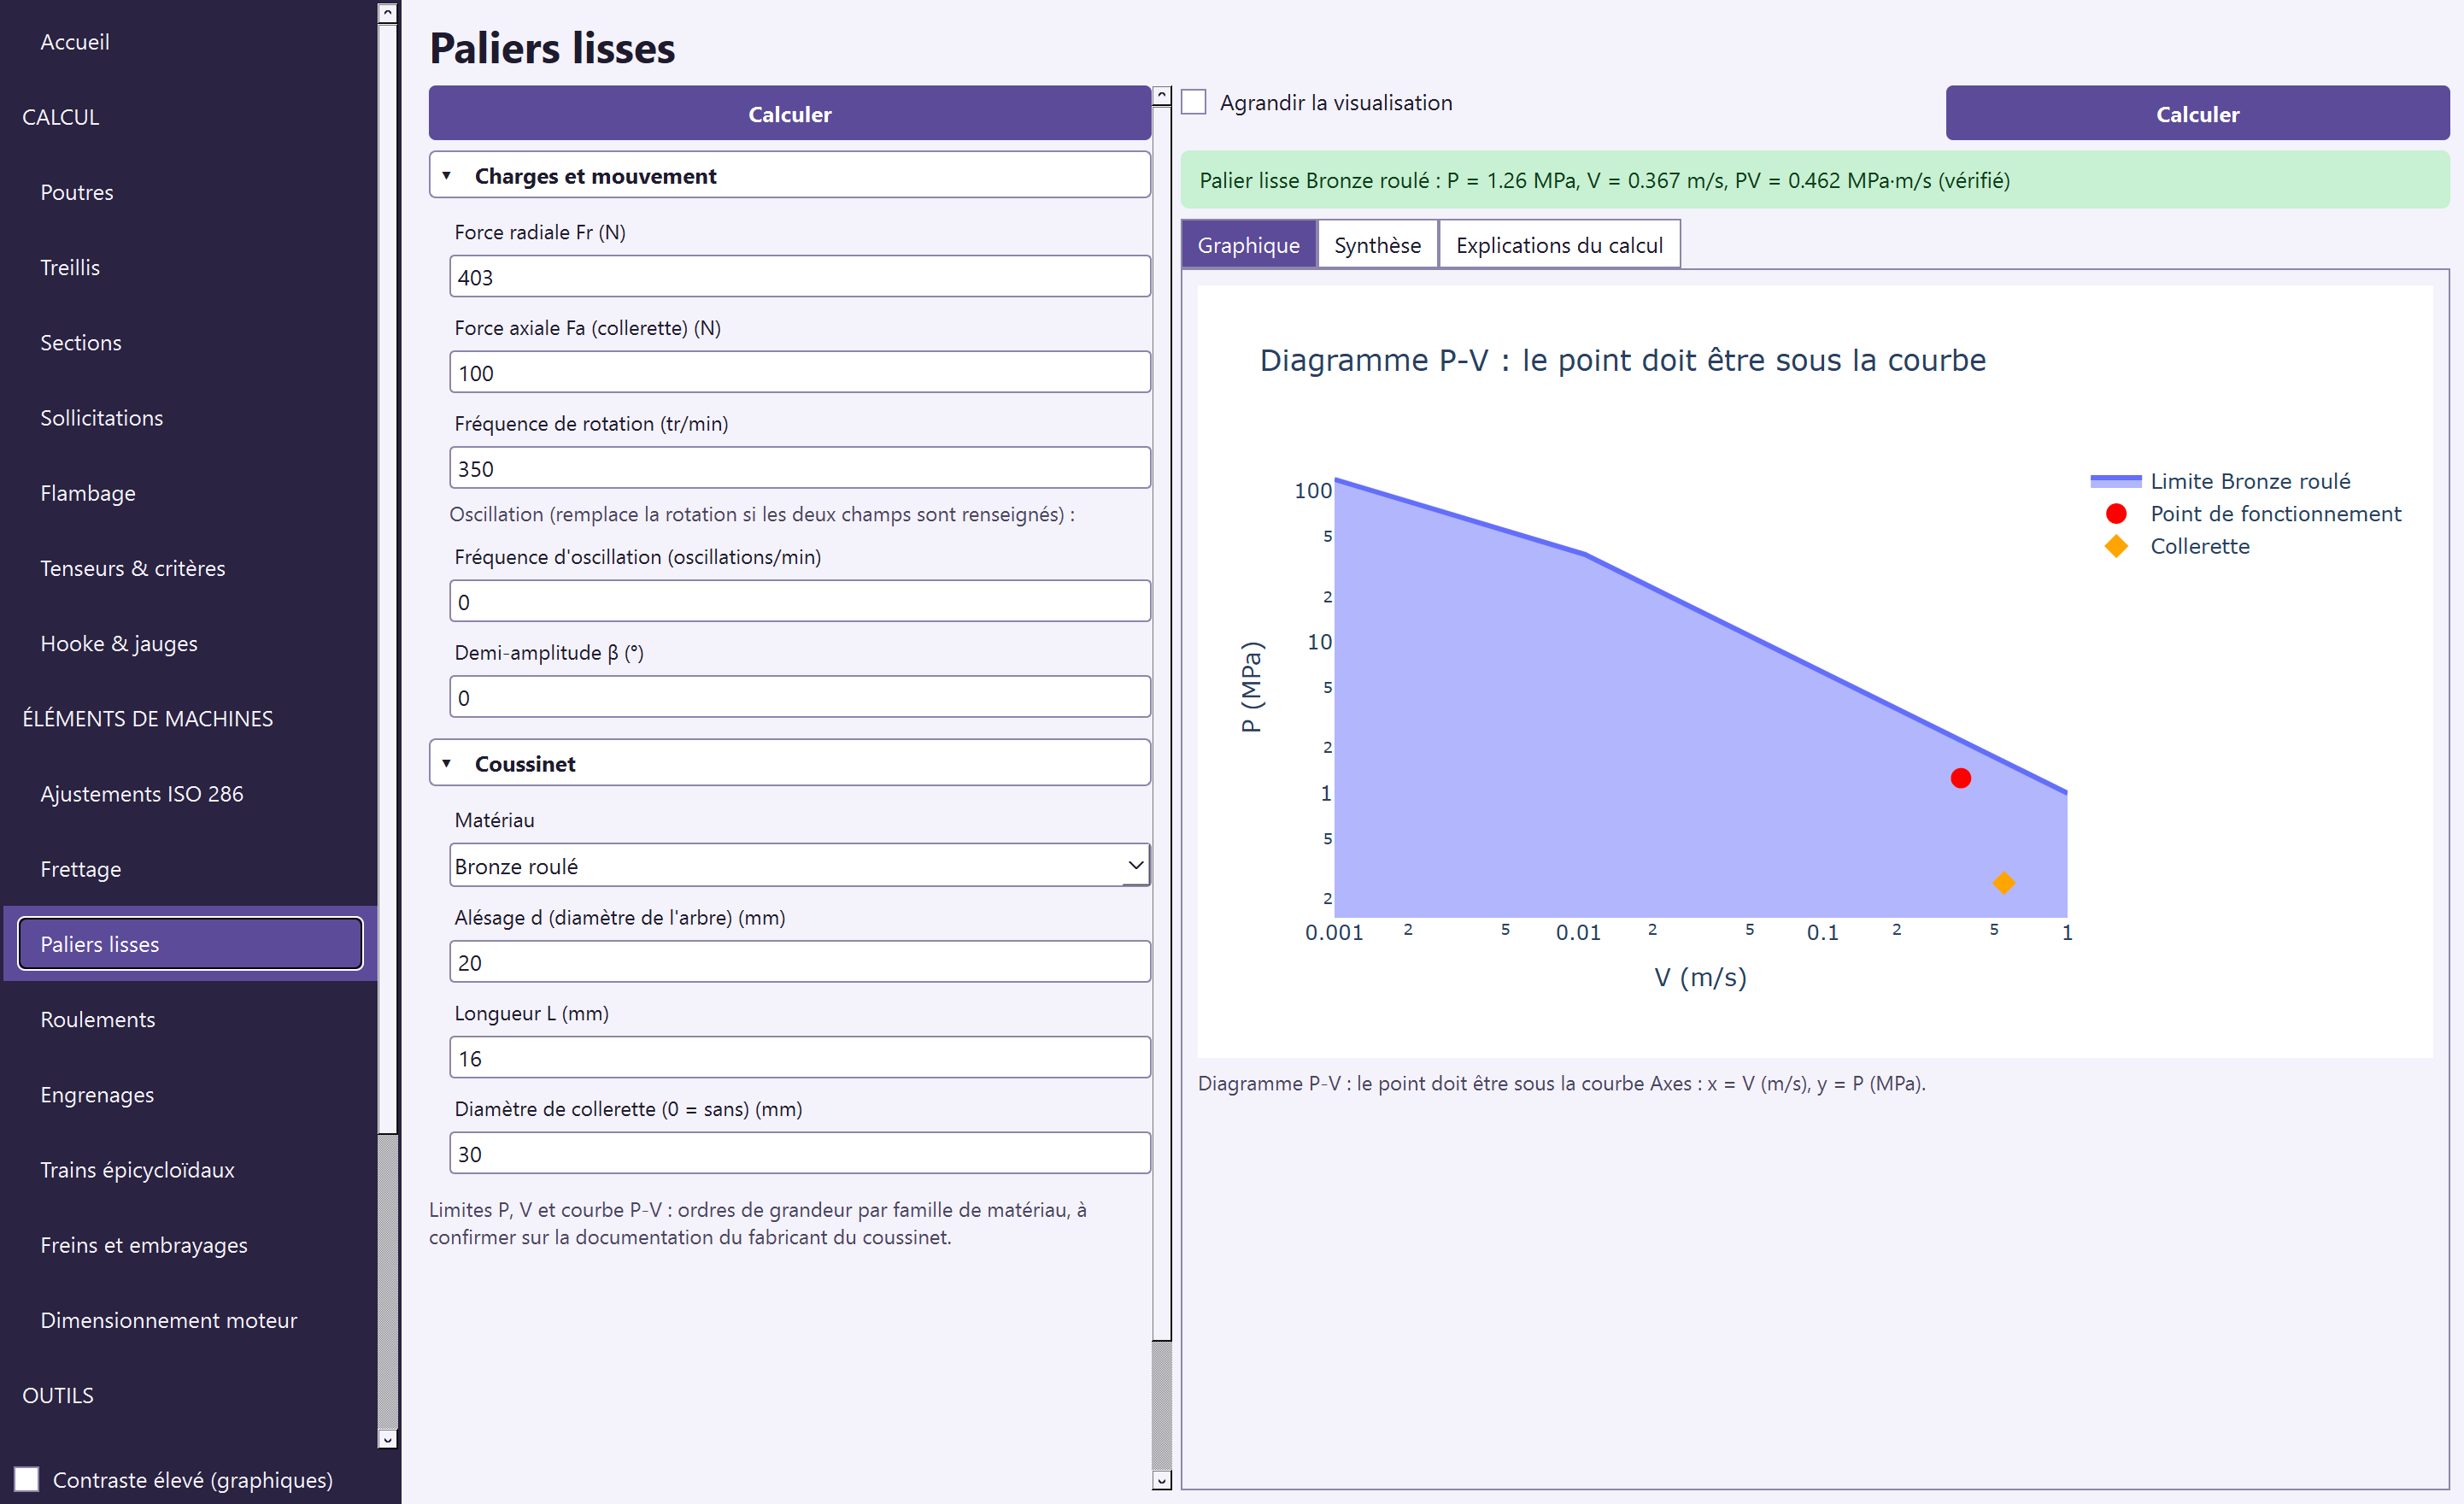 Accueil
CALCUL
Poutres
Treillis
Sections
Sollicitations
Flambage
Tenseurs & critères
Hooke & jauges
ÉLÉMENTS DE MACHINES
Ajustements ISO 286
Frettage
Paliers lisses
Roulements
Engrenages
Trains épicycloïdaux
Freins et embrayages
Dimensionnement moteur
OUTILS
Contraste élevé (graphiques)
Paliers lisses
Calculer
Charges et mouvement
Force radiale Fr (N)
403
Force axiale Fa (collerette) (N)
100
Fréquence de rotation (tr/min)
350
Oscillation (remplace la rotation si les deux champs sont renseignés) :
Fréquence d'oscillation (oscillations/min)
0
Demi-amplitude β (°)
0
Coussinet
Matériau
Bronze roulé
Alésage d (diamètre de l'arbre) (mm)
20
Longueur L (mm)
16
Diamètre de collerette (0 = sans) (mm)
30
Limites P, V et courbe P-V : ordres de grandeur par famille de matériau, à
confirmer sur la documentation du fabricant du coussinet.
Agrandir la visualisation
Calculer
Palier lisse Bronze roulé : P = 1.26 MPa, V = 0.367 m/s, PV = 0.462 MPa·m/s (vérifié)
Graphique
Synthèse
Explications du calcul
Diagramme P-V : le point doit être sous la courbe
P (MPa)
100
5
2
10
5
2
1
5
2
0.001
2
5
0.01
2
5
0.1
2
5
1
V (m/s)
Limite Bronze roulé
Point de fonctionnement
Collerette
Diagramme P-V : le point doit être sous la courbe Axes : x = V (m/s), y = P (MPa).